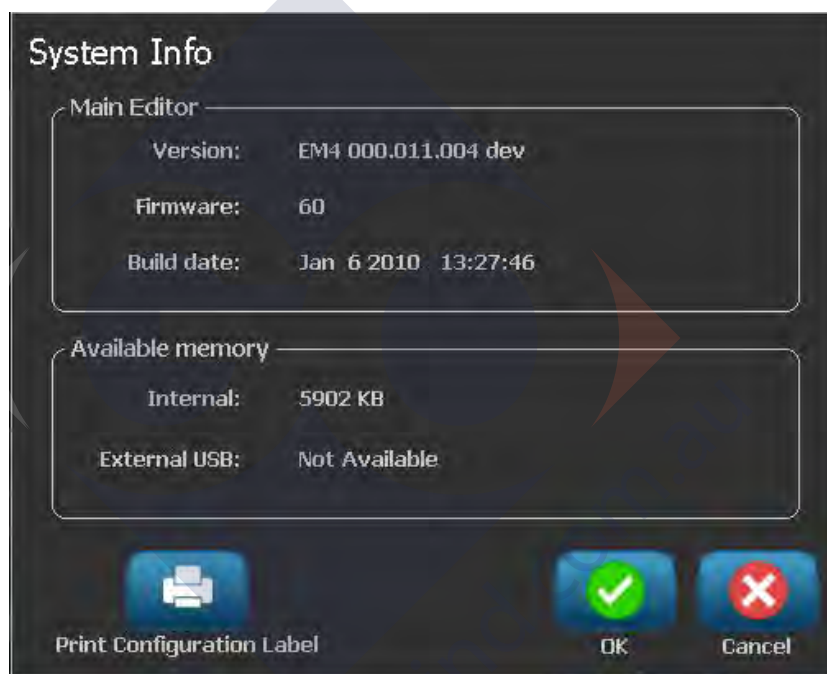 System Info
Main Editor
Version: EM4 000.011.004 dev
Firmware: 60
Build date: Jan 6 2010 13:27:46
Available memory
Internal: 5902 KB
External USB: Not Available
Print Configuration Label
OK
Cancel